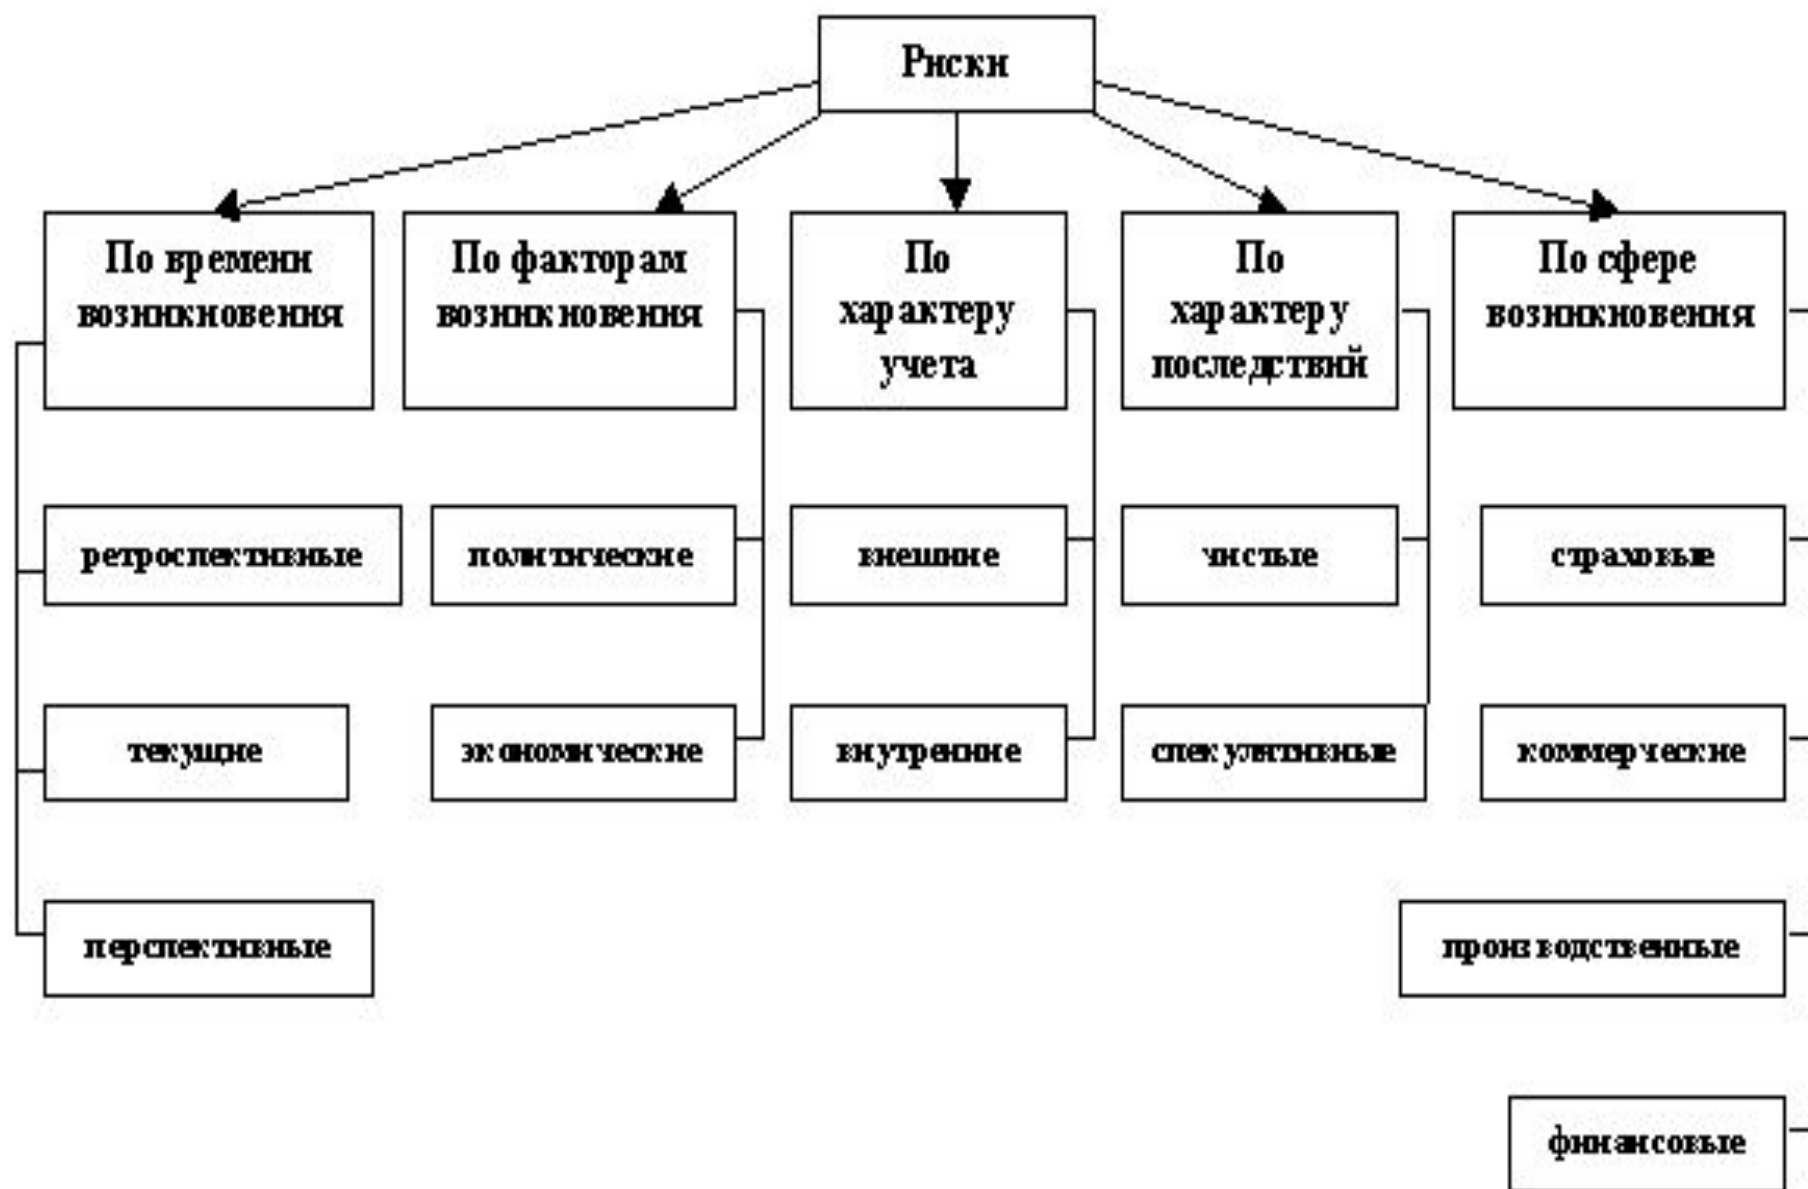 Риски
По времени
возникновения
По факторам
возникновения
По
характеру
учета
По
характеру
последствий
По сфере
возникновения
ретроспективные
политические
внешние
чистые
страховые
текущие
экономические
внутренние
спекулятивные
коммерческие
перспективные
производственные
финансовые